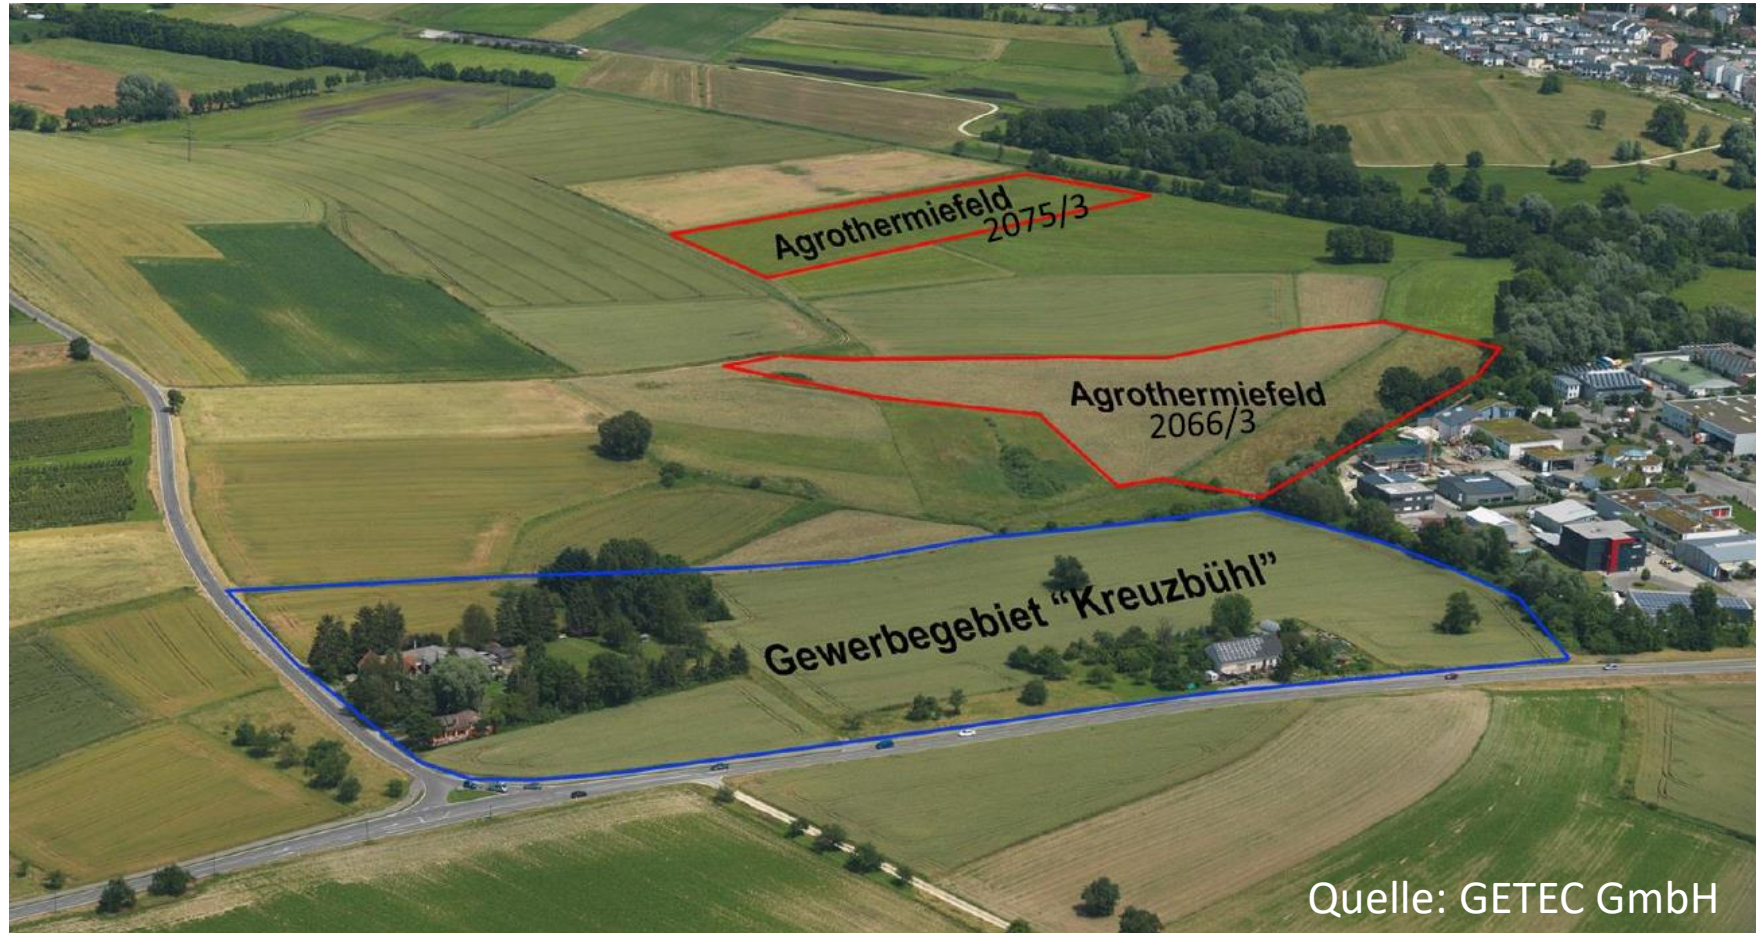 Agrothermiefeld
2075/3
Agrothermiefeld
2066/3
Gewerbegebiet “Kreuzbühl”
Quelle: GETEC GmbH